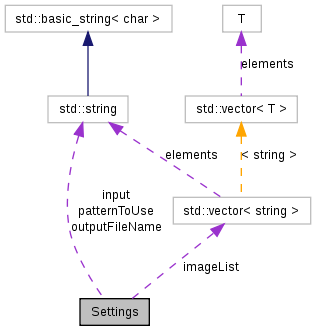 std::basic_string< char >
T
elements
std::string
std::vector< T >
elements
< string >
input
patternToUse
outputFileName
std::vector< string >
imageList
Settings